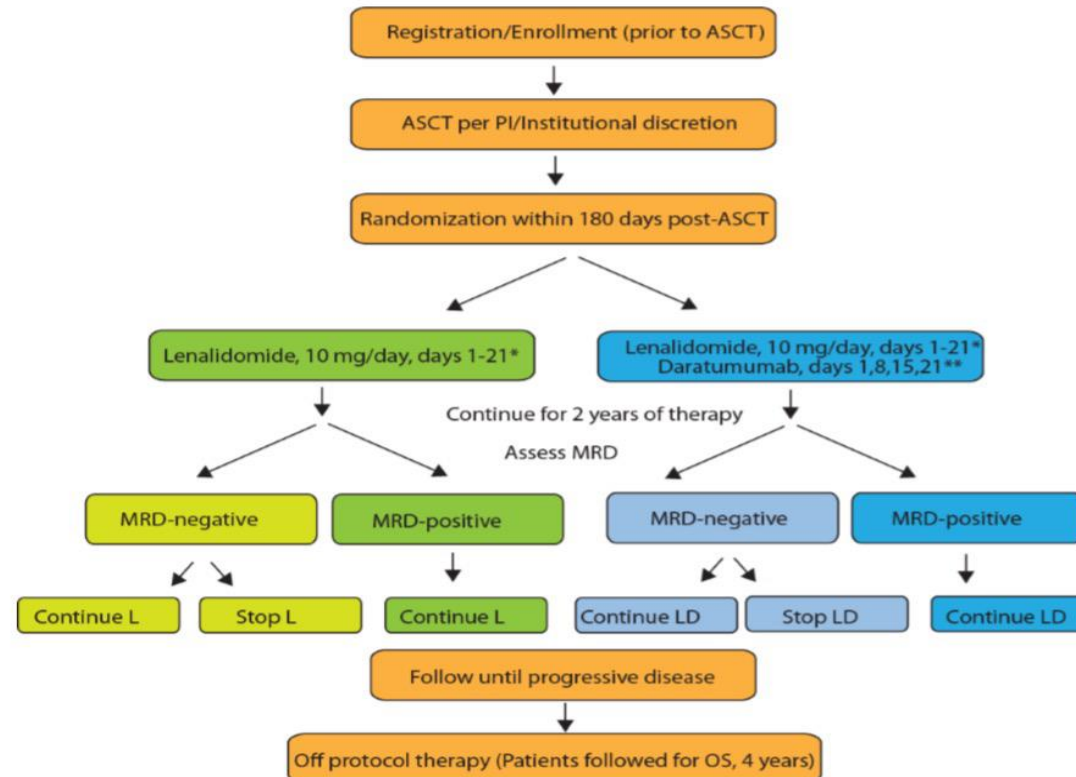 Registration/Enrollment (prior to ASCT)
ASCT per PI/Institutional discretion
Randomization within 180 days post-ASCT
Lenalidomide, 10 mg/day, days 1-21*
Lenalidomide, 10 mg/day, days 1-21*
Daratumumab, days 1,8,15,21**
Continue for 2 years of therapy
Assess MRD
MRD-negative
MRD-positive
MRD-negative
MRD-positive
Continue L
Stop L
Continue L
Continue LD
Stop LD
Continue LD
Follow until progressive disease
Off protocol therapy (Patients followed for OS, 4 years)